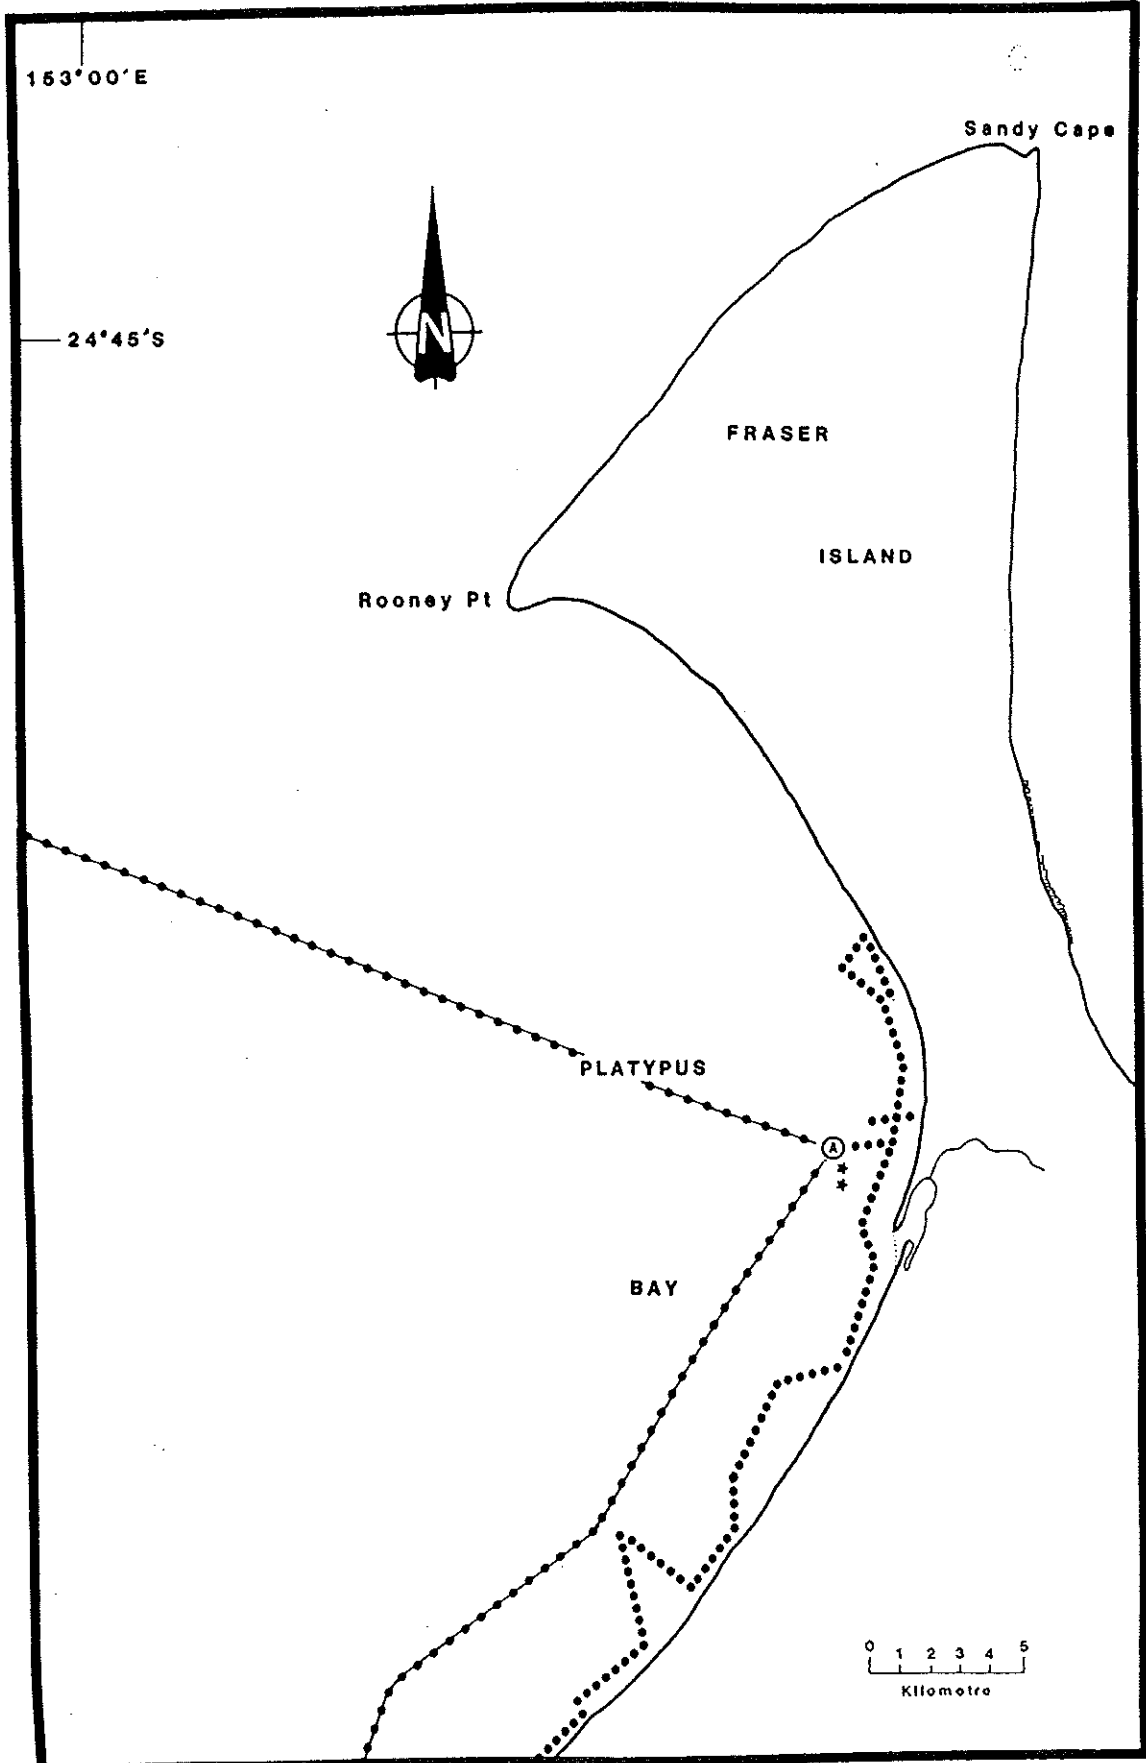 153°00'E
Sandy Cape
N
24°45'S
FRASER
ISLAND
Rooney Pt
PLATYPUS
A
BAY
0 1 2 3 4 5
Kilometre